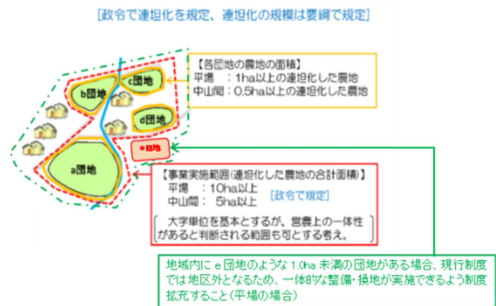 [政令で連坦化を規定、連坦化の規模は要綱で規定]
【各団地の農地の面積】
平場 ：1ha以上の連坦化した農地
中山間：0.5ha以上の連坦化した農地
b団地
c団地
d団地
e団地
a団地
【事業実施範囲(連坦化した農地の合計面積)】
平場 ：10ha以上
中山間： 5ha以上
[政令で規定]
大字単位を基本とするが、営農上の一体性
があると判断される範囲も可とする考え。
地域内にe団地のような1.0ha未満の団地がある場合、現行制度
では地区外となるため、一体的な整備・換地が実施できるよう制度
拡充すること(平場の場合)